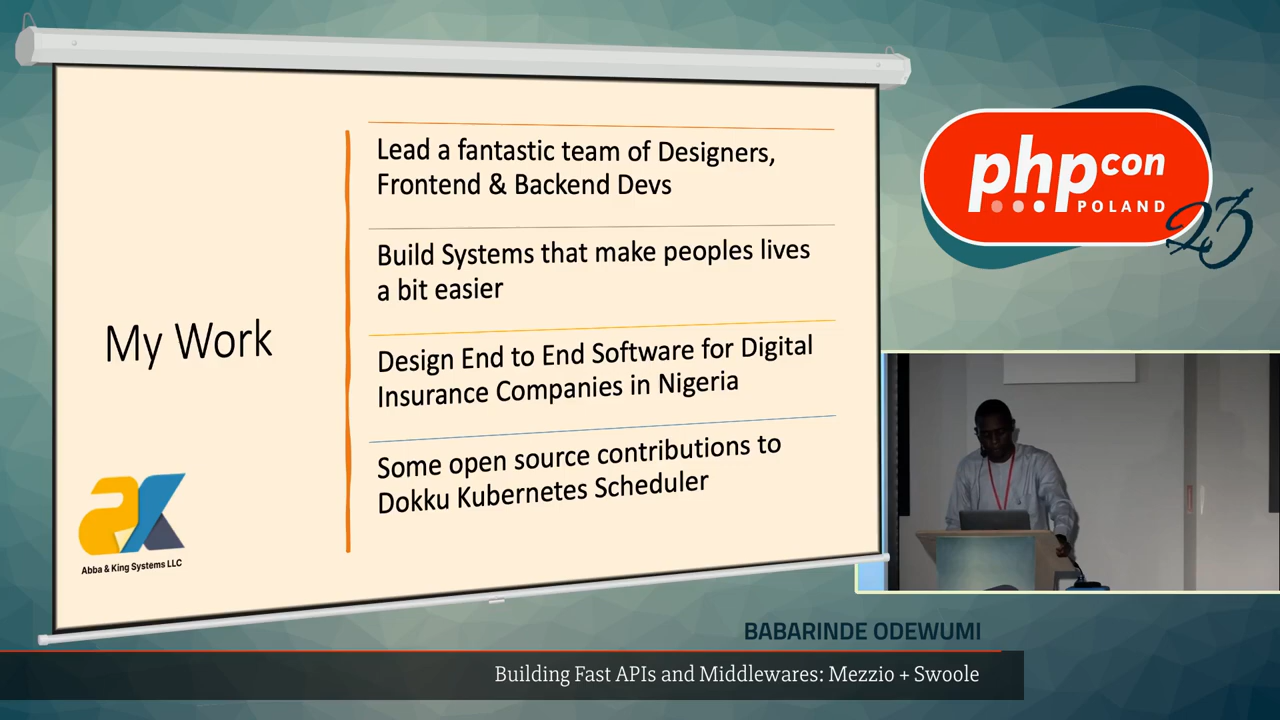 My Work
Lead a fantastic team of Designers,
Frontend & Backend Devs
Build Systems that make peoples lives
a bit easier
Design End to End Software for Digital
Insurance Companies in Nigeria
Some open source contributions to
Dokku Kubernetes Scheduler
Abba & King Systems LLC
phpcon
POLAND
23
BABARINDE ODEWUMI
Building Fast APIs and Middlewares: Mezzio + Swoole